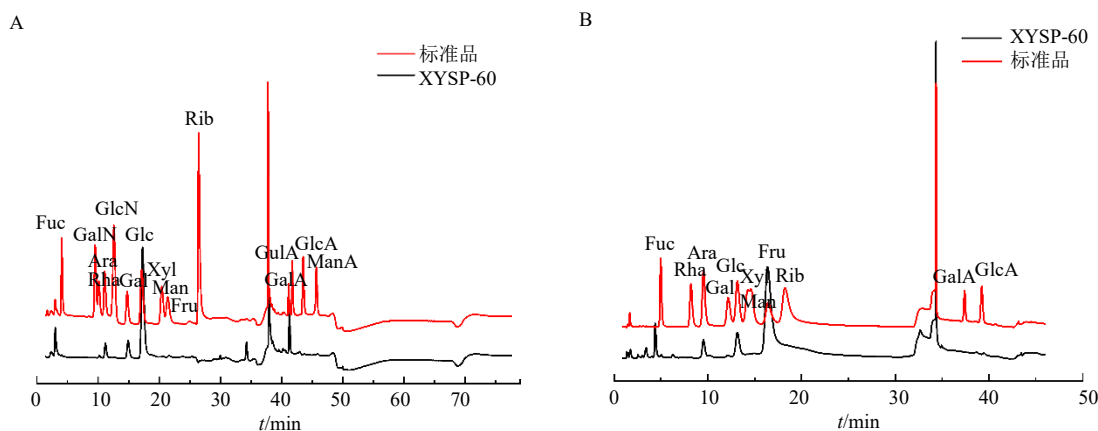 A
标准品
XYSP-60
Rib
GlcN
Fuc
GalN
Glc
Ara
Rha
Gal
Xyl
Man
Fru
GulA
GlcA
GalA
ManA
0 10 20 30 40 50 60 70
t/min
B
XYSP-60
标准品
Fuc
Ara
Rha
Glc
Gal
Fru
Xyl
Rib
Man
GalA
GlcA
0 10 20 30 40 50
t/min